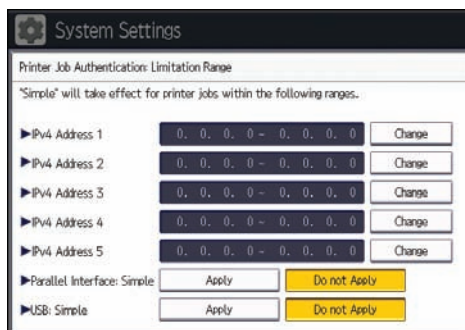 System Settings
Printer Job Authentication: Limitation Range
"Simple" will take effect for printer jobs within the following ranges.
►IPv4 Address 1 0. 0. 0. 0 - 0. 0. 0. 0 Change
►IPv4 Address 2 0. 0. 0. 0 - 0. 0. 0. 0 Change
►IPv4 Address 3 0. 0. 0. 0 - 0. 0. 0. 0 Change
►IPv4 Address 4 0. 0. 0. 0 - 0. 0. 0. 0 Change
►IPv4 Address 5 0. 0. 0. 0 - 0. 0. 0. 0 Change
►Parallel Interface: Simple Apply Do not Apply
►USB: Simple Apply Do not Apply